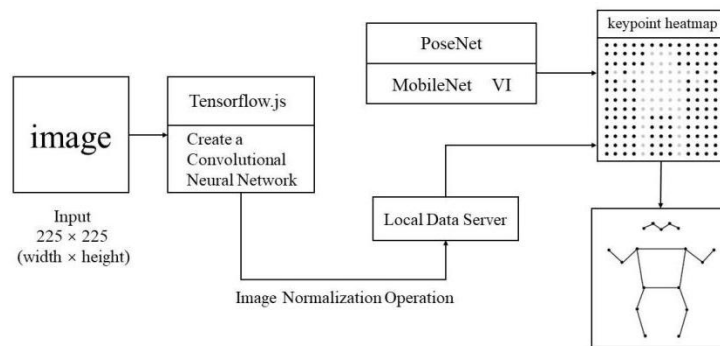 image
Input
225 × 225
(width × height)
Tensorflow.js
Create a
Convolutional
Neural Network
Image Normalization Operation
Local Data Server
PoseNet
MobileNet VI
keypoint heatmap